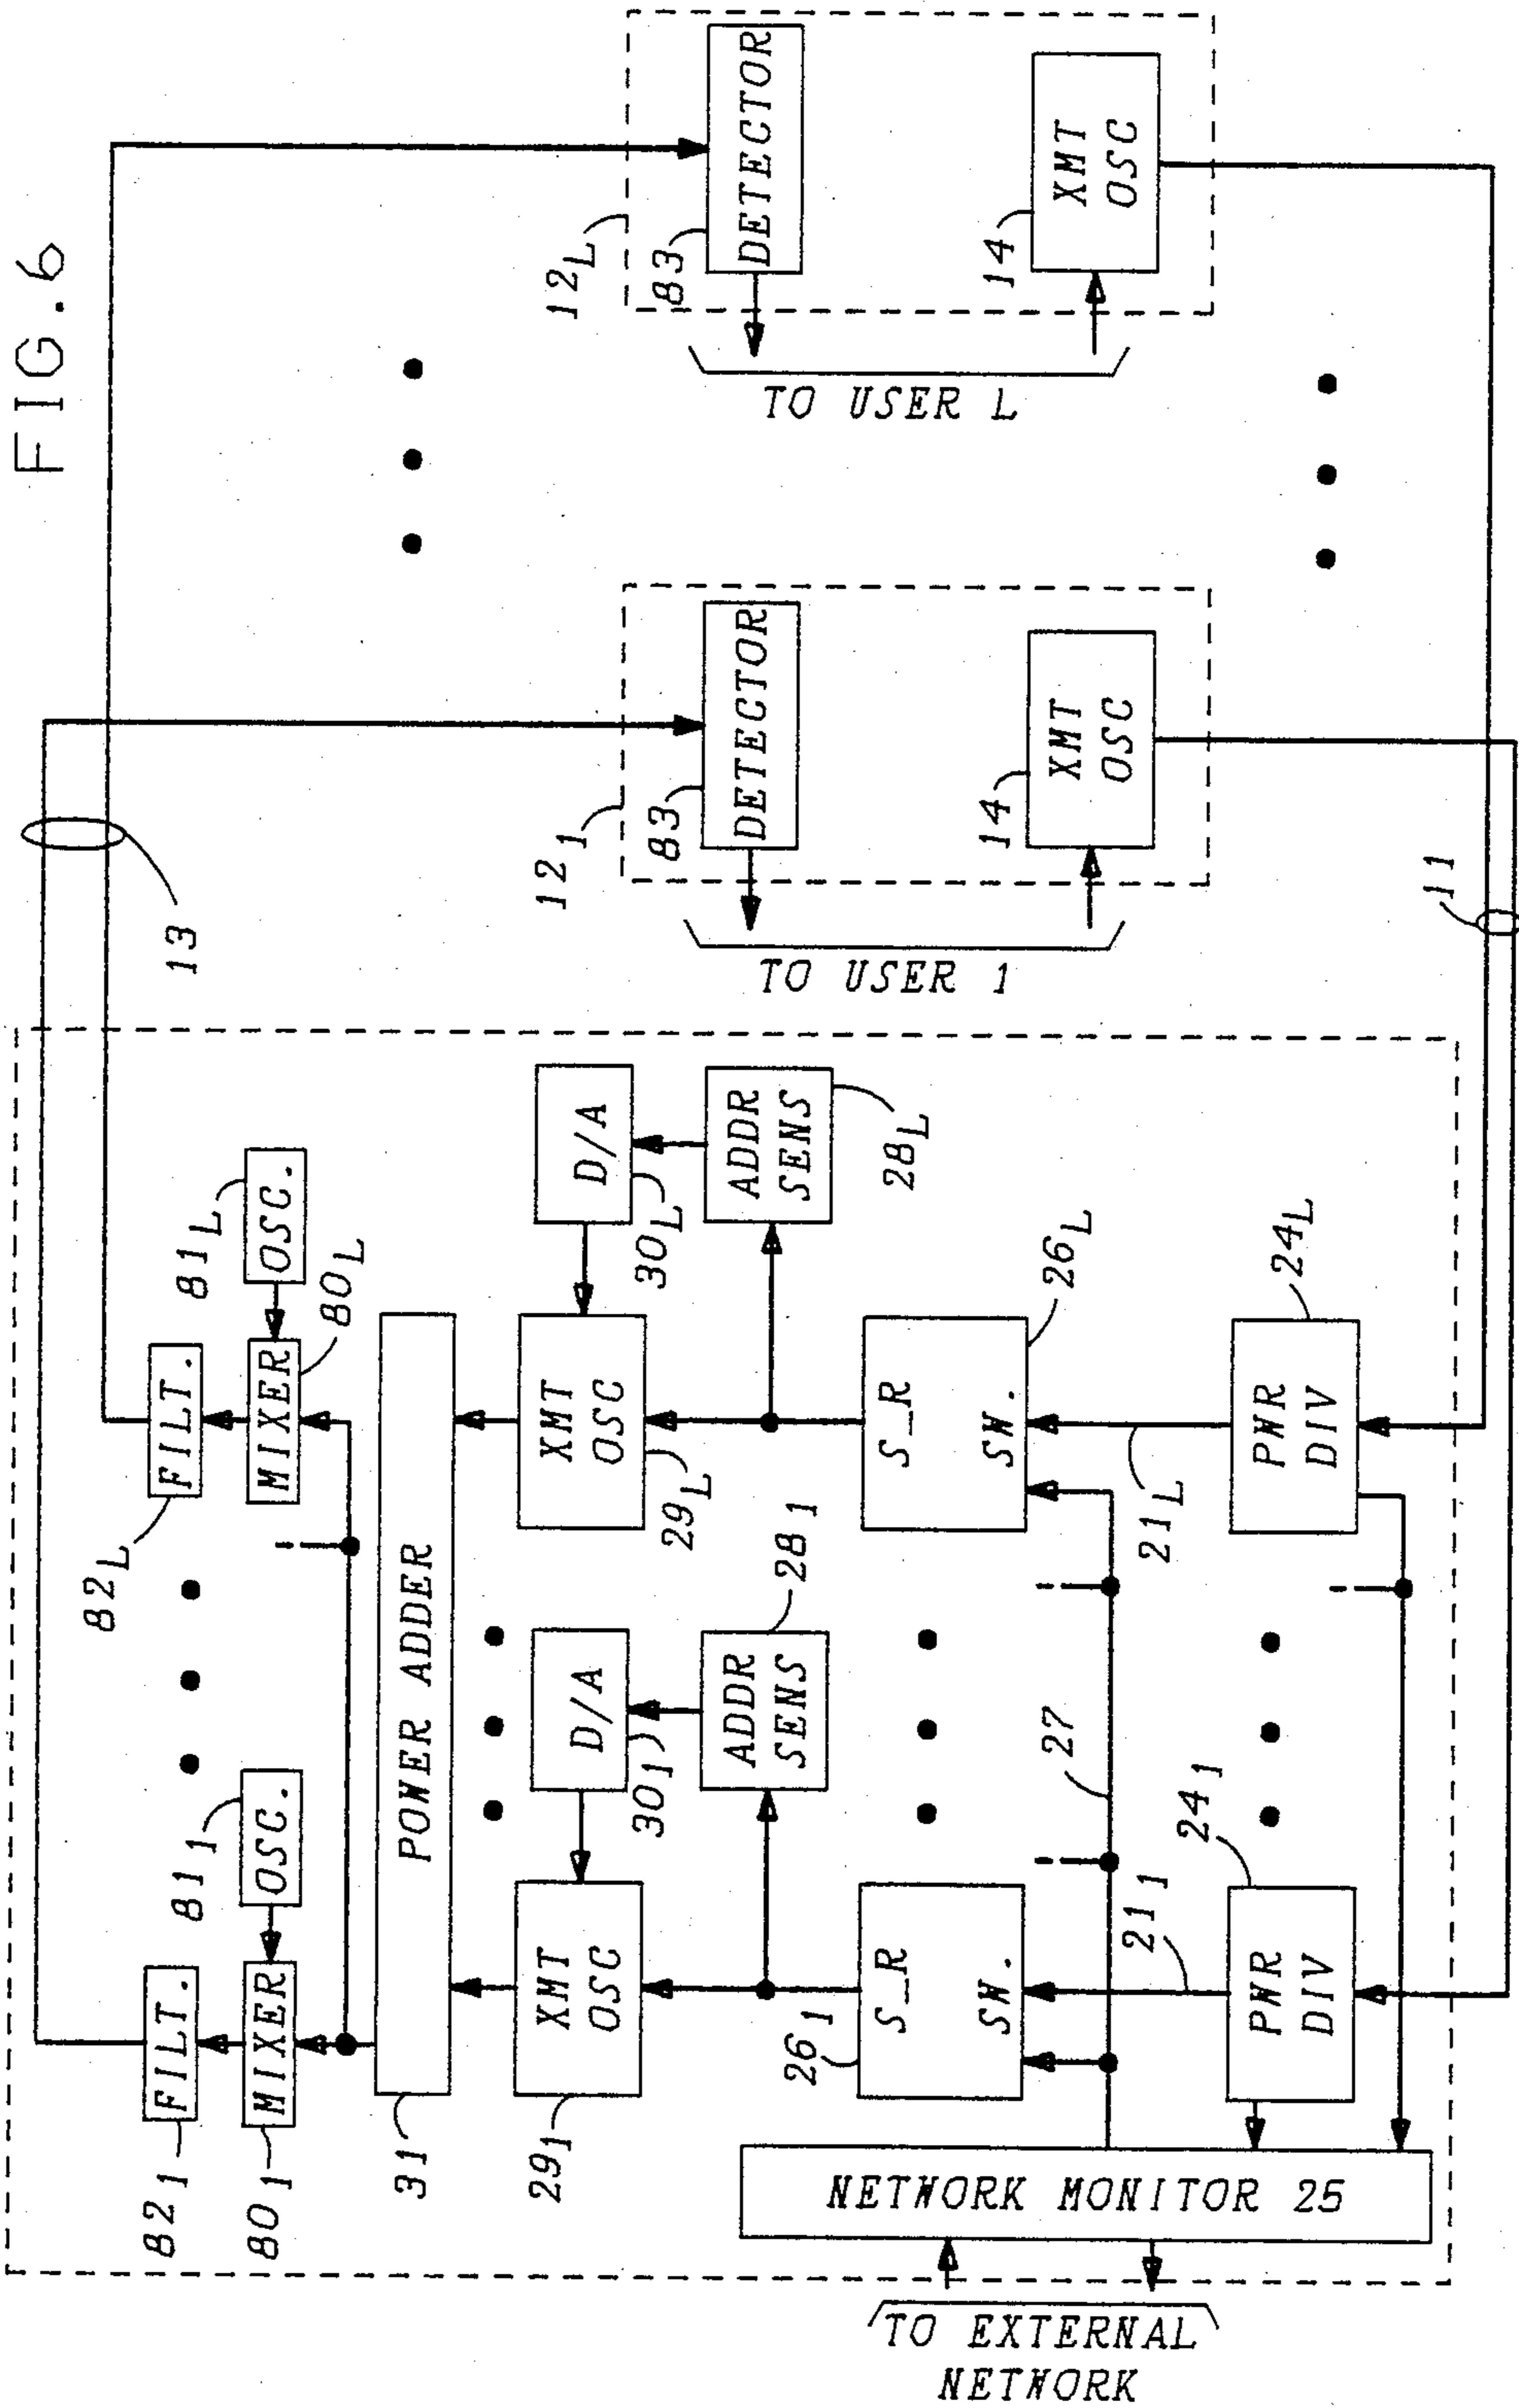 FIG.6
13
82₁
FILT.
81₁
OSC.
80₁
MIXER
82L
FILT.
81L
OSC.
MIXER
80L
31
POWER ADDER
29₁
XMT
OSC
D/A
30₁
ADDR
SENS
28₁
29L
XMT
OSC
D/A
30L
ADDR
SENS
28L
26₁
S_R
SW.
S_R
SW.
26L
27
21₁
PWR
DIV
24₁
21L
PWR
DIV
24L
NETWORK MONITOR 25
TO EXTERNAL
NETWORK
12₁
83
DETECTOR
14
XMT
OSC
TO USER 1
12L
83
DETECTOR
14
XMT
OSC
TO USER L
11